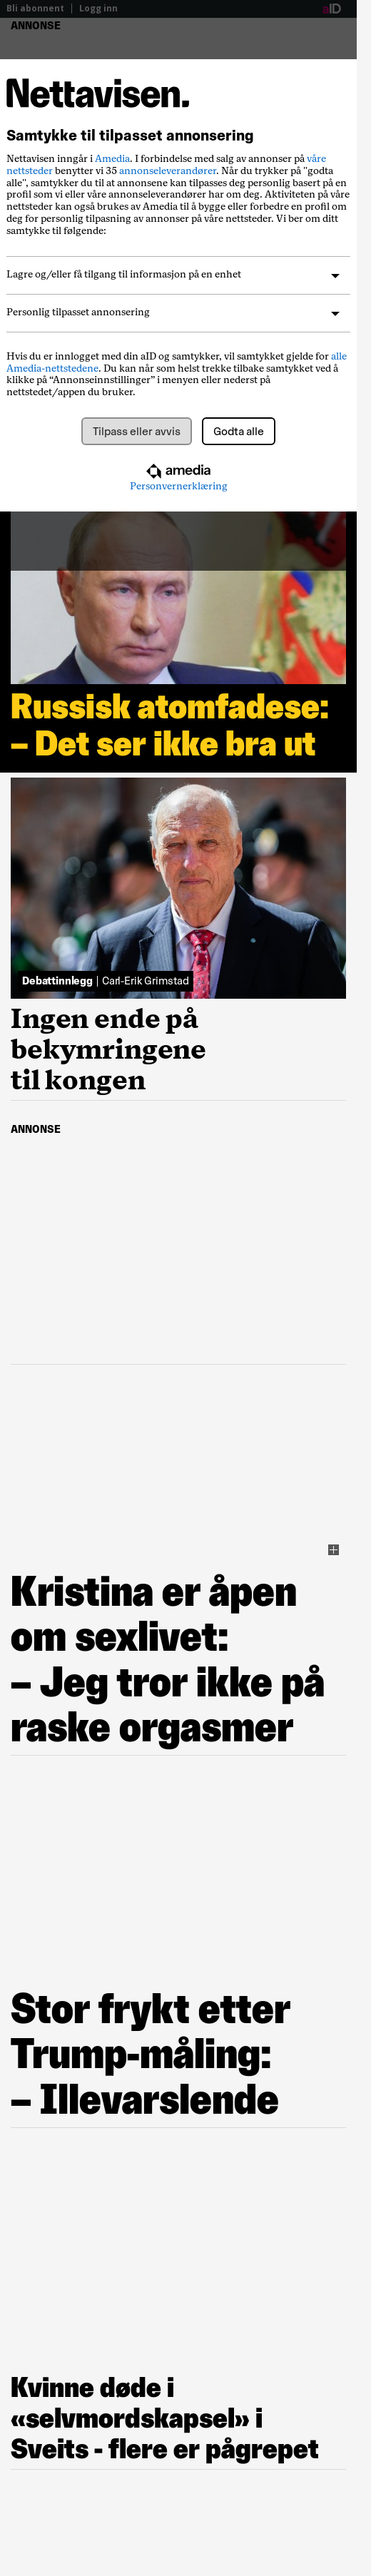 Bli abonnent | Logg inn
aID
ANNONSE
Nettavisen.
Samtykke til tilpasset annonsering
Nettavisen inngår i Amedia. I forbindelse med salg av annonser på våre
nettsteder benytter vi 35 annonseleverandører. Når du trykker på "godta
alle", samtykker du til at annonsene kan tilpasses deg personlig basert på en
profil som vi eller våre annonseleverandører har om deg. Aktiviteten på våre
nettsteder kan også brukes av Amedia til å bygge eller forbedre en profil om
deg for personlig tilpasning av annonser på våre nettsteder. Vi ber om ditt
samtykke til følgende:
Lagre og/eller få tilgang til informasjon på en enhet
Personlig tilpasset annonsering
Hvis du er innlogget med din aID og samtykker, vil samtykket gjelde for alle
Amedia-nettstedene. Du kan når som helst trekke tilbake samtykket ved å
klikke på “Annonseinnstillinger” i menyen eller nederst på
nettstedet/appen du bruker.
Tilpass eller avvis
Godta alle
amedia
Personvernerklæring
Russisk atomfadese:
– Det ser ikke bra ut
Debattinnlegg | Carl-Erik Grimstad
Ingen ende på
bekymringene
til kongen
ANNONSE
Kristina er åpen
om sexlivet:
– Jeg tror ikke på
raske orgasmer
Stor frykt etter
Trump-måling:
– Illevarslende
Kvinne døde i
«selvmordskapsel» i
Sveits - flere er pågrepet